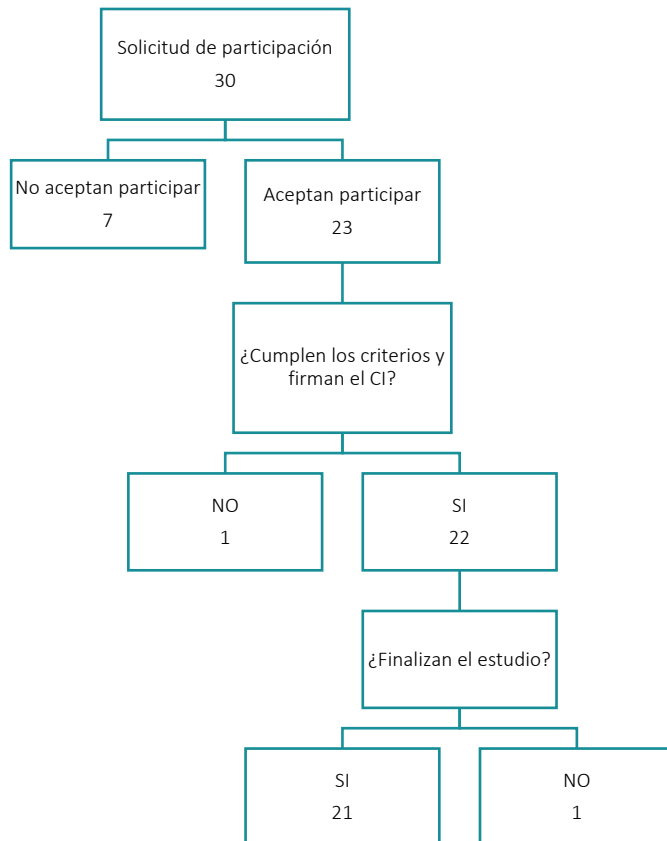 Solicitud de participación
30
No aceptan participar
7
Aceptan participar
23
¿Cumplen los criterios y
firman el CI?
NO
1
SI
22
¿Finalizan el estudio?
SI
21
NO
1